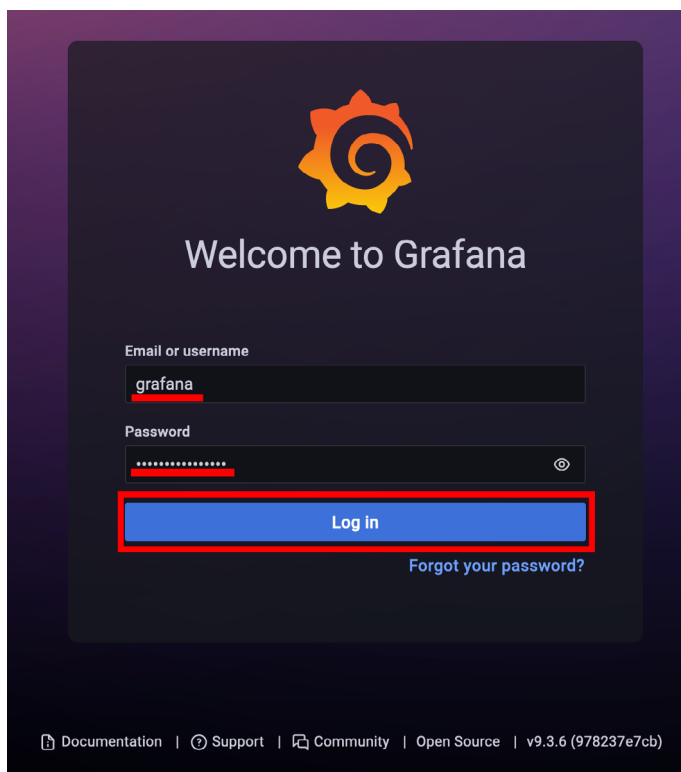 Welcome to Grafana
Email or username
grafana
Password
••••••••••••••••
Log in
Forgot your password?
Documentation | Support | Community | Open Source | v9.3.6 (978237e7cb)